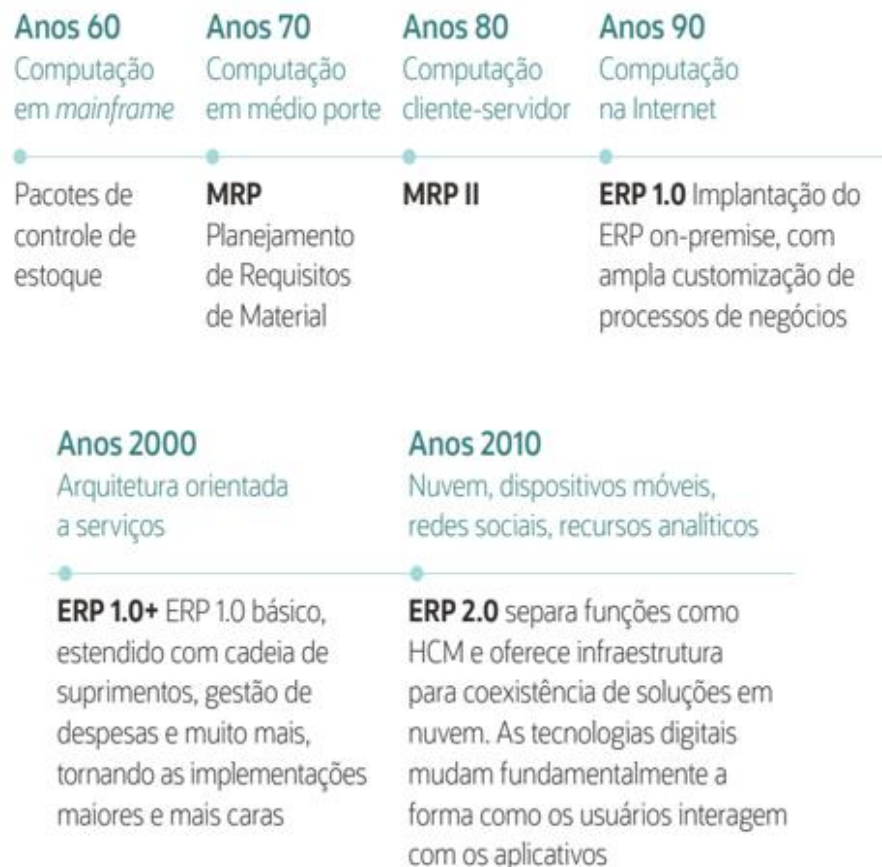 Anos 60
Computação
em mainframe
Pacotes de
controle de
estoque
Anos 70
Computação
em médio porte
MRP
Planejamento
de Requisitos
de Material
Anos 80
Computação
cliente-servidor
MRP II
Anos 90
Computação
na Internet
ERP 1.0 Implantação do
ERP on-premise, com
ampla customização de
processos de negócios
Anos 2000
Arquitetura orientada
a serviços
ERP 1.0+ ERP 1.0 básico,
estendido com cadeia de
suprimentos, gestão de
despesas e muito mais,
tornando as implementações
maiores e mais caras
Anos 2010
Nuvem, dispositivos móveis,
redes sociais, recursos analíticos
ERP 2.0 separa funções como
HCM e oferece infraestrutura
para coexistência de soluções em
nuvem. As tecnologias digitais
mudam fundamentalmente a
forma como os usuários interagem
com os aplicativos